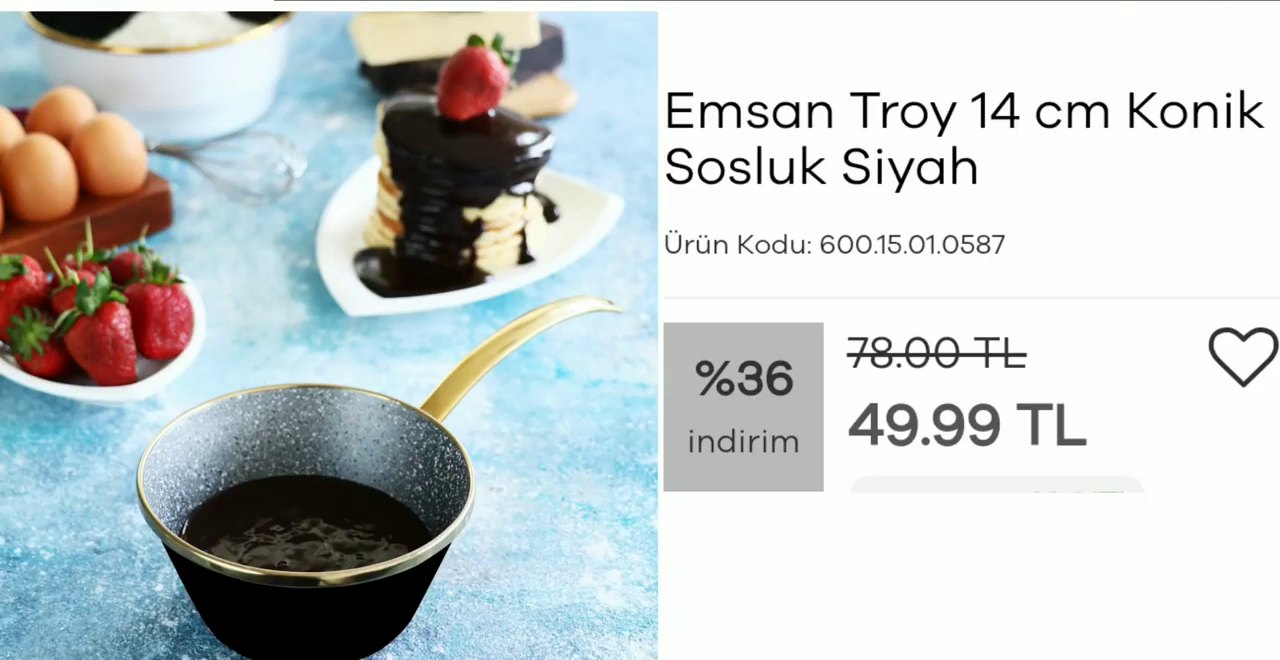 Emsan Troy 14 cm Konik
Sosluk Siyah
Ürün Kodu: 600.15.01.0587
%36
indirim
78.00 TL
49.99 TL